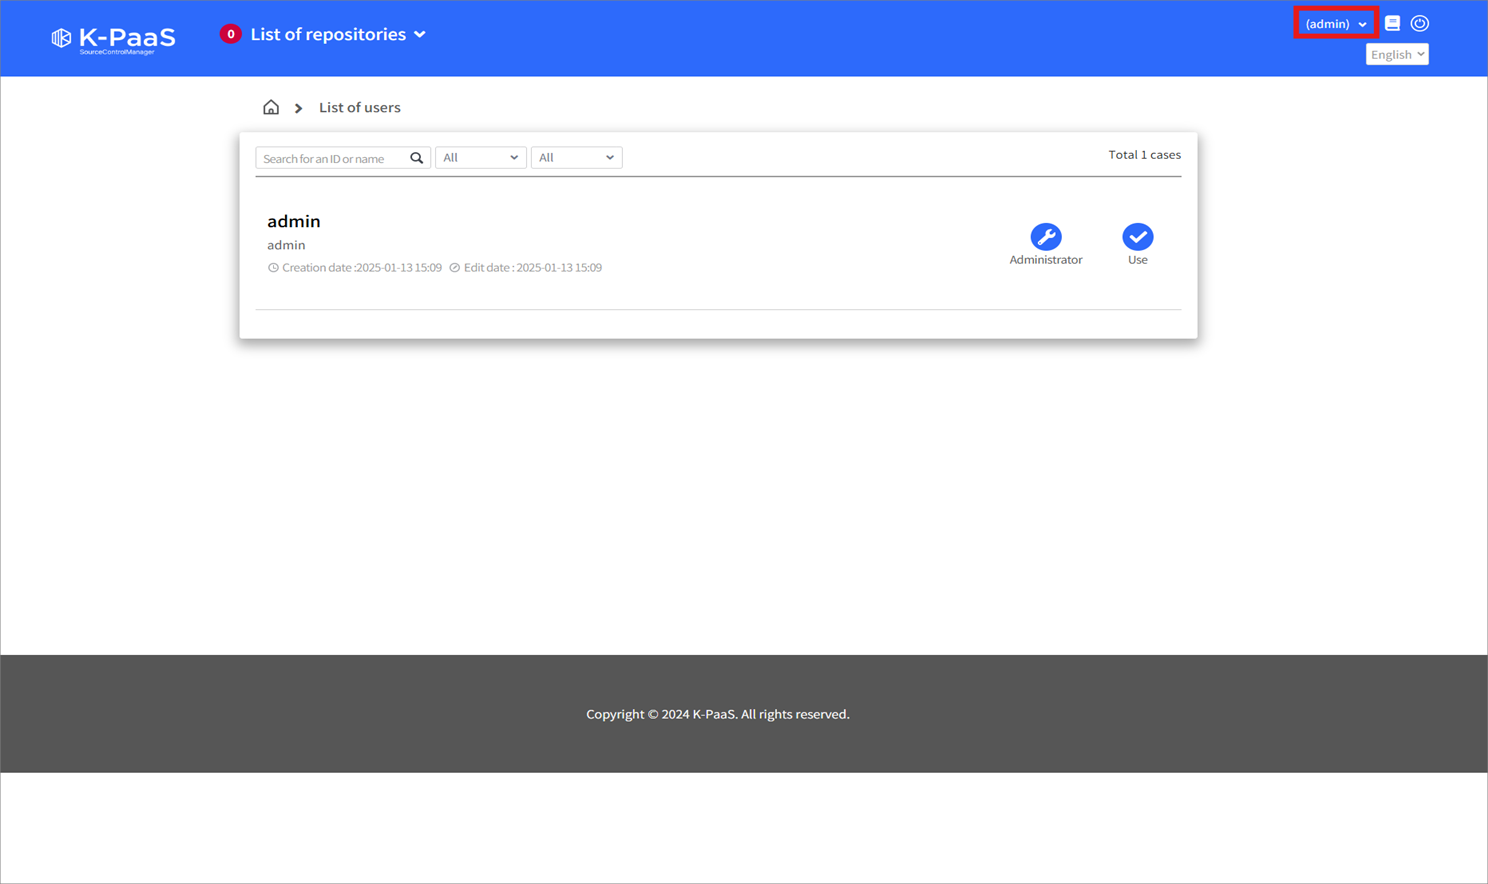 K-PaaS
SourceControlManager
0 List of repositories
(admin)
English
List of users
Search for an ID or name All All Total 1 cases
admin
admin
Creation date :2025-01-13 15:09 Edit date : 2025-01-13 15:09
Administrator Use
Copyright © 2024 K-PaaS. All rights reserved.